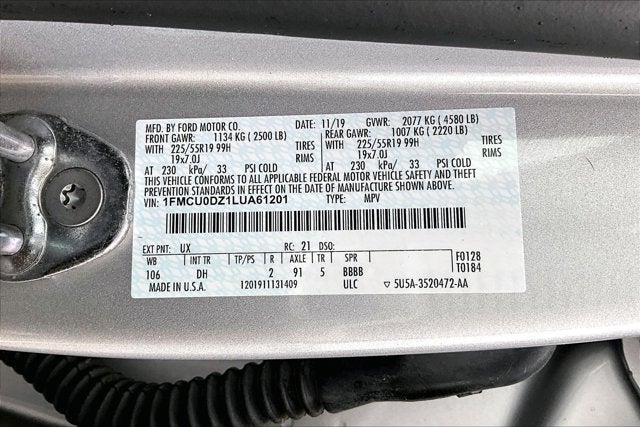 MFD. BY FORD MOTOR CO. DATE: 11/19 GVWR: 2077 KG ( 4580 LB)
FRONT GAWR: 1134 KG ( 2500 LB) REAR GAWR: 1007 KG ( 2220 LB)
WITH 225/55R19 99H TIRES WITH 225/55R19 99H TIRES
19x7.0J RIMS 19x7.0J RIMS
AT 230 kPa/ 33 PSI COLD AT 230 kPa/ 33 PSI COLD
THIS VEHICLE CONFORMS TO ALL APPLICABLE FEDERAL MOTOR VEHICLE
SAFETY STANDARDS IN EFFECT ON THE DATE OF MANUFACTURE SHOWN ABOVE.
VIN: 1FMCU0DZ1LUA61201 TYPE: MPV
EXT PNT: UX RC: 21 DSO:
WB INT TR TP/PS R AXLE TR SPR F0128
106 DH 2 91 5 BBBB T0184
MADE IN U.S.A. 1201911131409 ULC 5U5A-3520472-AA